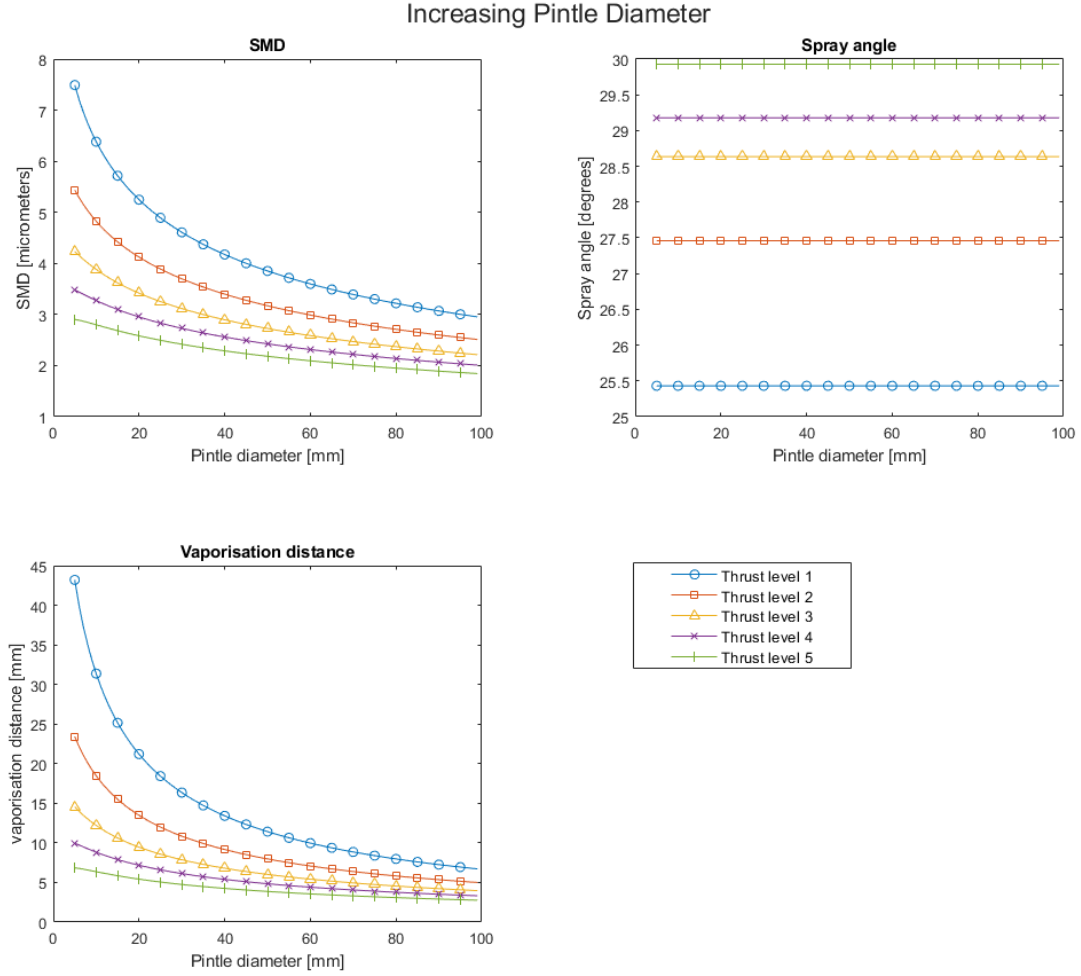 Increasing Pintle Diameter
SMD
8
7
6
5
4
3
2
1
SMD [micrometers]
0 20 40 60 80 100
Pintle diameter [mm]
Spray angle
30
29.5
29
28.5
28
27.5
27
26.5
26
25.5
25
Spray angle [degrees]
0 20 40 60 80 100
Pintle diameter [mm]
Vaporisation distance
45
40
35
30
25
20
15
10
5
0
vaporisation distance [mm]
0 20 40 60 80 100
Pintle diameter [mm]
Thrust level 1
Thrust level 2
Thrust level 3
Thrust level 4
Thrust level 5